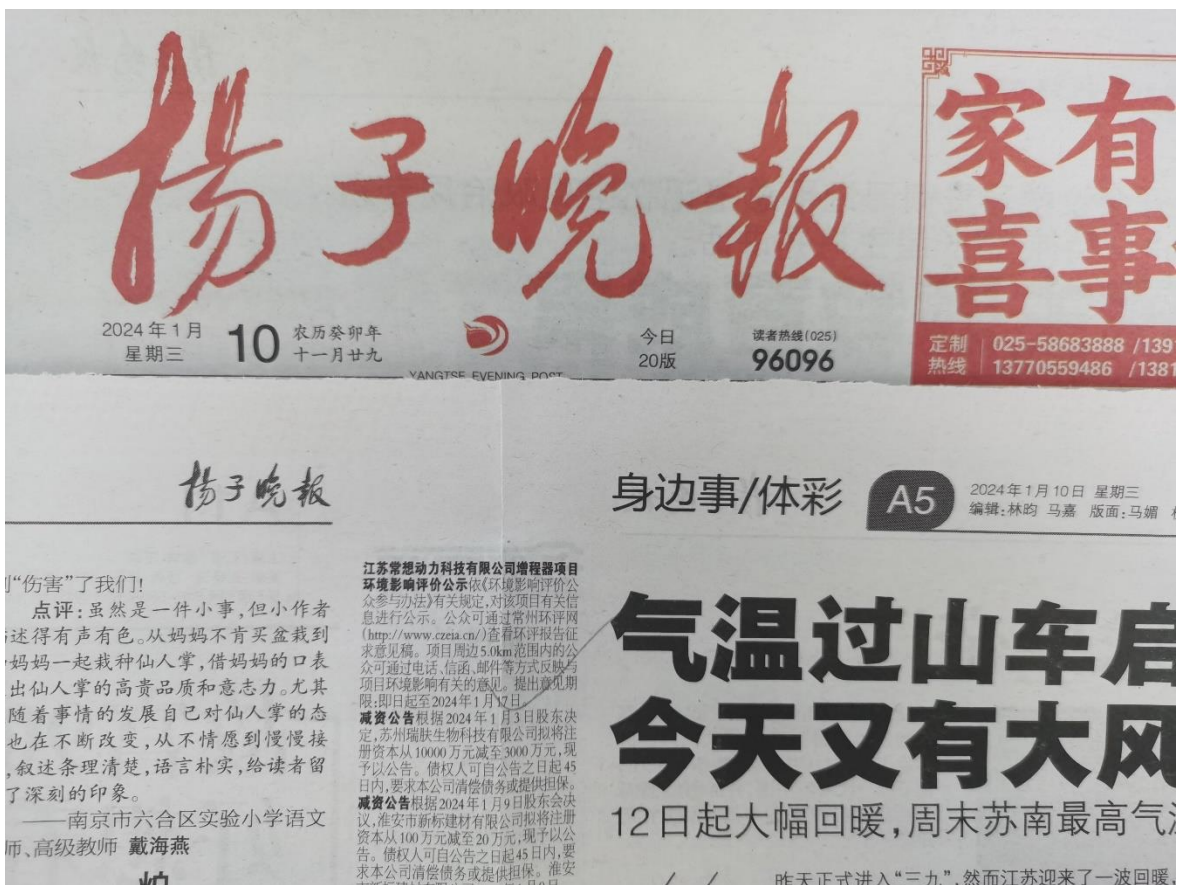 揚子晚報
家有
喜事
2024年1月
星期三
10
农历癸卯年
十一月廿九
YANGTSE EVENING POST
今日
20版
读者热线(025)
96096
定制
热线
025-58683888 /1391
13770559486 /1381
揚子晚報
“伤害”了我们!
点评:虽然是一件小事,但小作者
述得有声有色。从妈妈不肯买盆栽到
妈妈一起栽种仙人掌,借妈妈的口表
出仙人掌的高贵品质和意志力。尤其
随着事情的发展自己对仙人掌的态
也在不断改变,从不情愿到慢慢接
,叙述条理清楚,语言朴实,给读者留
了深刻的印象。
——南京市六合区实验小学语文
师、高级教师 戴海燕
江苏常想动力科技有限公司增程器项目
环境影响评价公示依《环境影响评价公
众参与办法》有关规定,对该项目有关信
息进行公示。公众可通过常州环评网
(http://www.czeia.cn/)查看环评报告征
求意见稿。项目周边5.0km范围内的公
众可通过电话、信函、邮件等方式反映与
项目环境影响有关的意见。提出意见期
限:即日起至2024年1月17日。
减资公告根据2024年1月3日股东决
定,苏州瑞肤生物科技有限公司拟将注
册资本从10000万元减至3000万元,现
予以公告。债权人可自公告之日起45
日内,要求本公司清偿债务或提供担保。
减资公告根据2024年1月9日股东会决
议,淮安市新标建材有限公司拟将注册
资本从100万元减至20万元,现予以公
告。债权人可自公告之日起45日内,要
求本公司清偿债务或提供担保。淮安
身边事/体彩
A5
2024年1月10日 星期三
编辑:林昀 马嘉 版面:马媚
气温过山车启
今天又有大风
12日起大幅回暖,周末苏南最高气
昨天正式进入“三九”,然而江苏迎来了一波回暖,